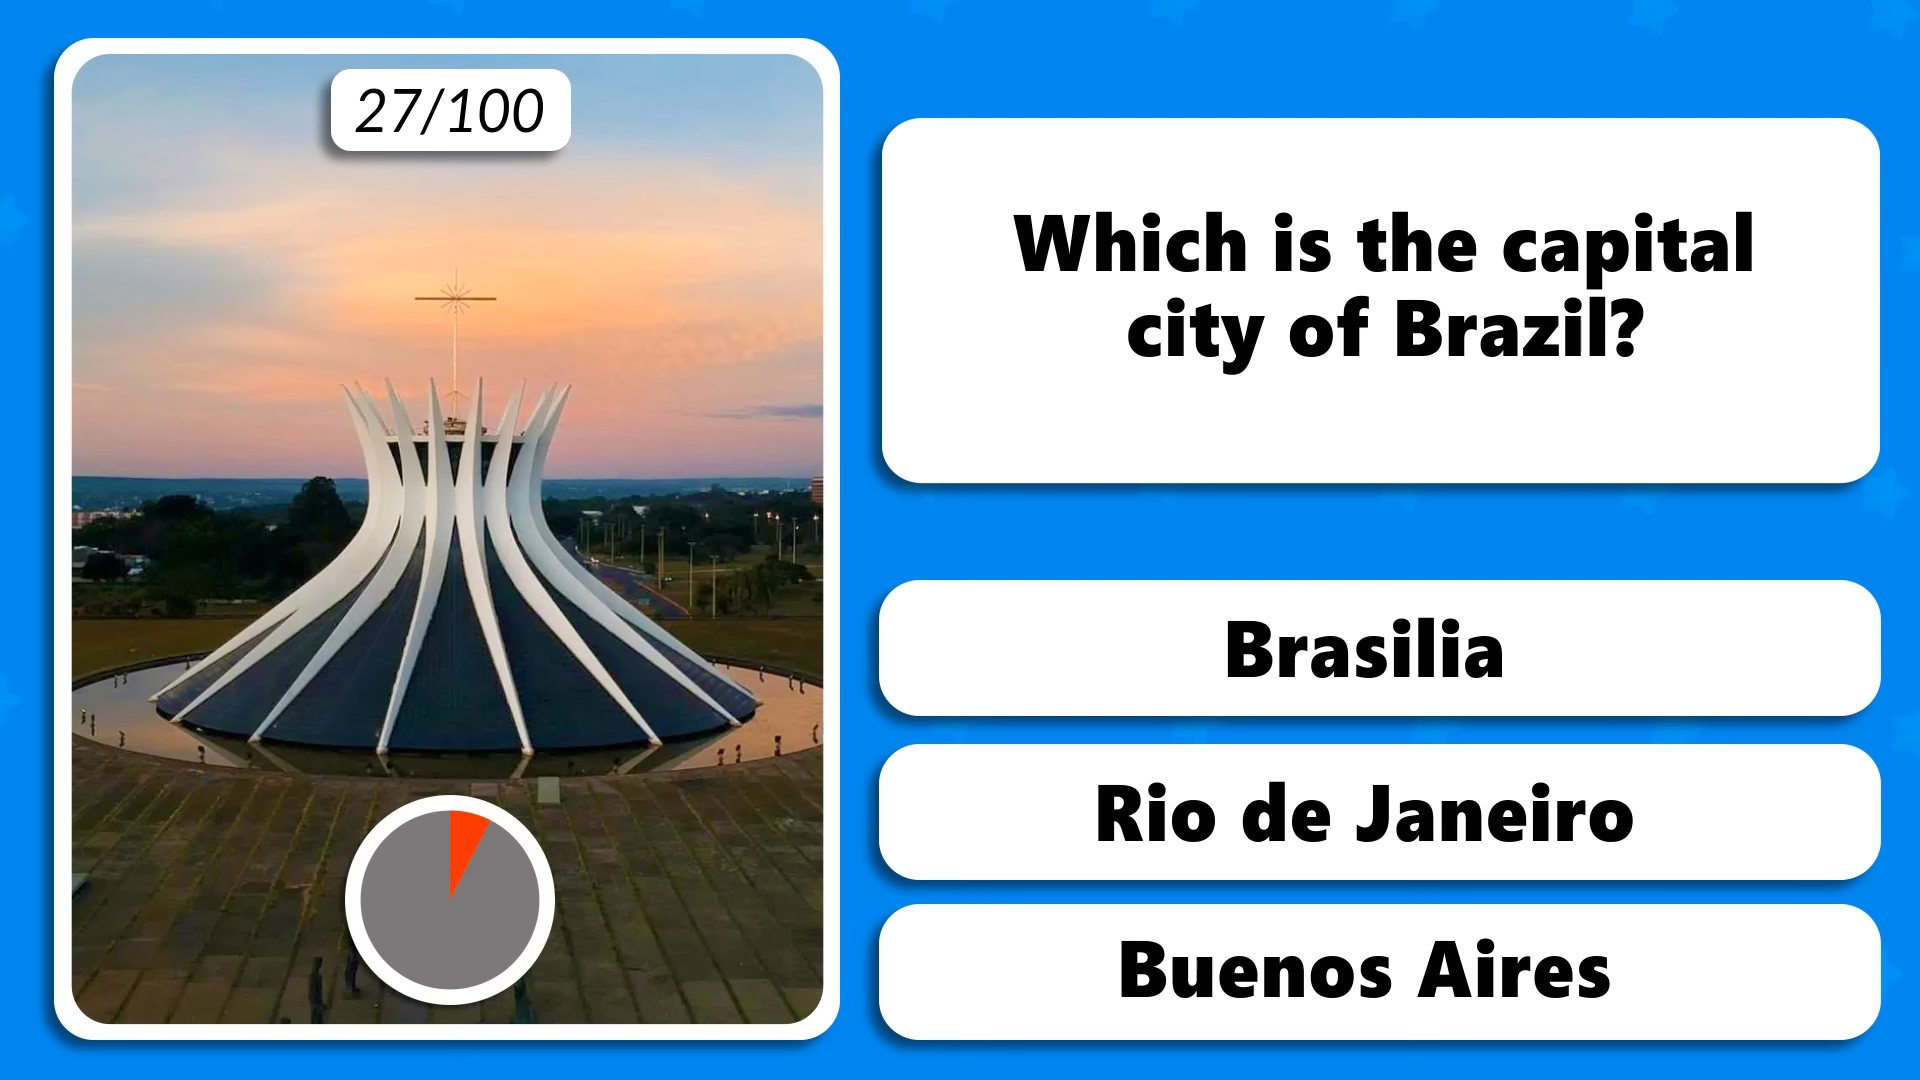 27/100
Which is the capital
city of Brazil?
Brasilia
Rio de Janeiro
Buenos Aires